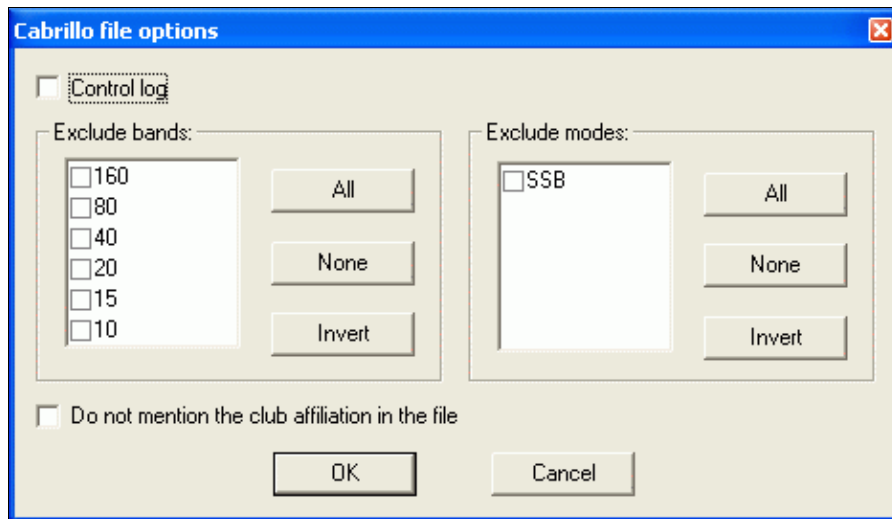 Cabrillo file options
Control log
Exclude bands:
160
80
40
20
15
10
All
None
Invert
Exclude modes:
SSB
All
None
Invert
Do not mention the club affiliation in the file
OK
Cancel